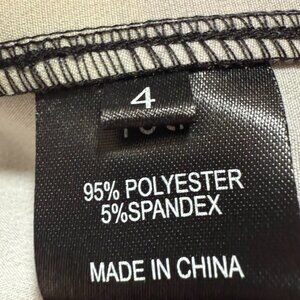 4
95% POLYESTER
5%SPANDEX
MADE IN CHINA